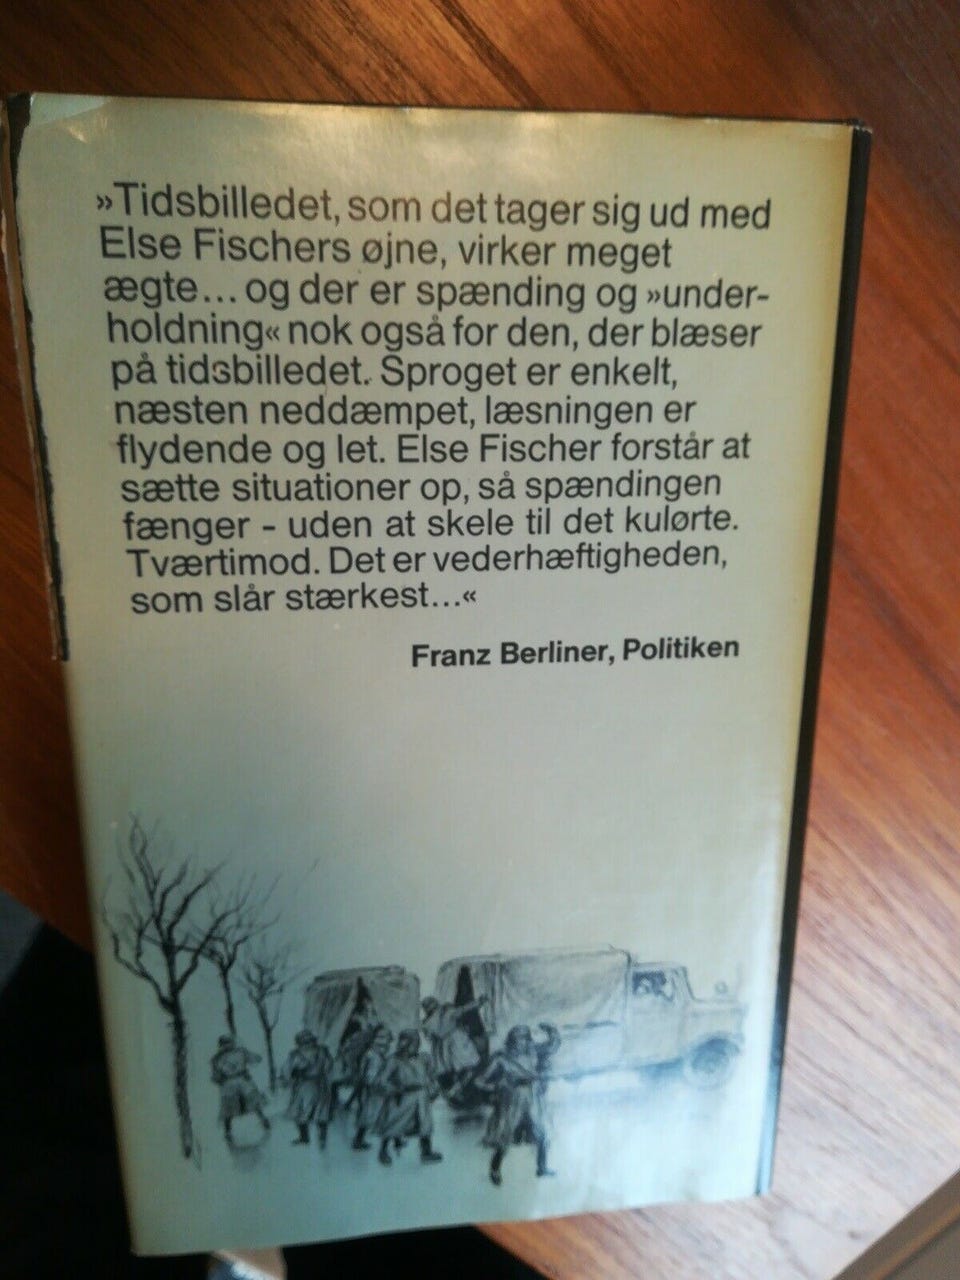 »Tidsbilledet, som det tager sig ud med
Else Fischers øjne, virker meget
ægte... og der er spænding og »under-
holdning« nok også for den, der blæser
på tidsbilledet. Sproget er enkelt,
næsten neddæmpet, læsningen er
flydende og let. Else Fischer forstår at
sætte situationer op, så spændingen
fænger - uden at skele til det kulørte.
Tværtimod. Det er vederhæftigheden,
som slår stærkest...«
Franz Berliner, Politiken